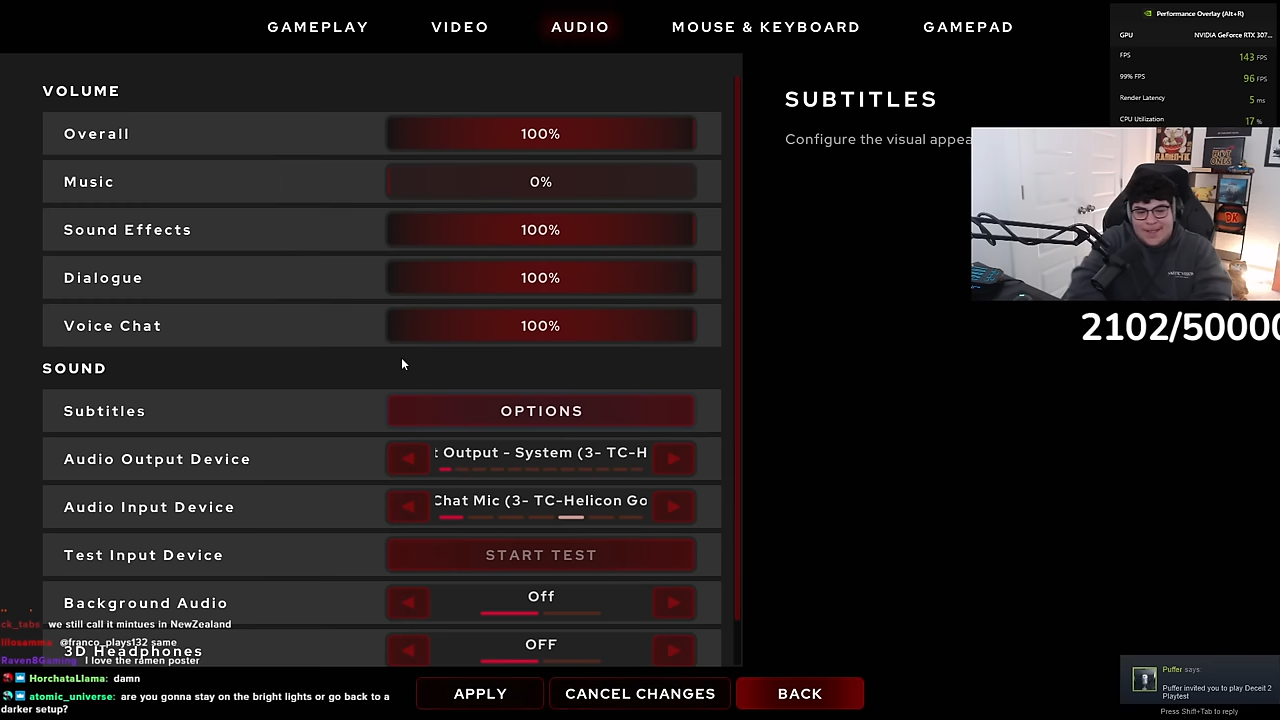 GAMEPLAY VIDEO AUDIO MOUSE & KEYBOARD GAMEPAD
Performance Overlay (Alt+R)
GPU NVIDIA GeForce RTX 307...
FPS 143 FPS
99% FPS 96 FPS
Render Latency 5 ms
CPU Utilization 17 %
VOLUME
Overall 100%
Music 0%
Sound Effects 100%
Dialogue 100%
Voice Chat 100%
SOUND
Subtitles OPTIONS
Audio Output Device t Output - System (3- TC-H
Audio Input Device Chat Mic (3- TC-Helicon Go
Test Input Device START TEST
Background Audio Off
3D Headphones OFF
SUBTITLES
Configure the visual appea
HOT ONES
DK
2102/50000
ck_tabs we still call it mintues in NewZealand
lilosamma @franco_plays132 same
Raven8Gaming I love the ramen poster
HorchataLlama: damn
atomic_universe: are you gonna stay on the bright lights or go back to a
darker setup?
APPLY CANCEL CHANGES BACK
Puffer says:
Puffer invited you to play Deceit 2
Playtest
Press Shift+Tab to reply